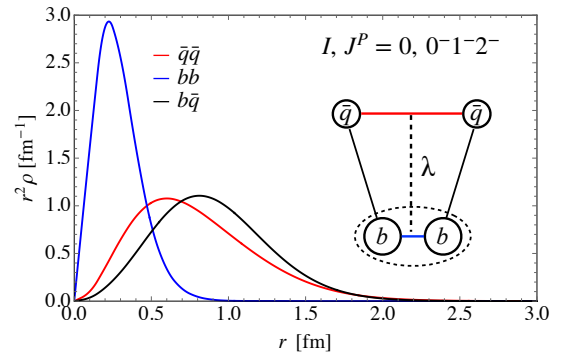 3.0
2.5
2.0
1.5
1.0
0.5
0.0
r²ρ [fm⁻¹]
q̄q̄
bb
bq̄
I, Jᴾ = 0, 0⁻1⁻2⁻
q̄ q̄
λ
b b
0.0 0.5 1.0 1.5 2.0 2.5 3.0
r [fm]